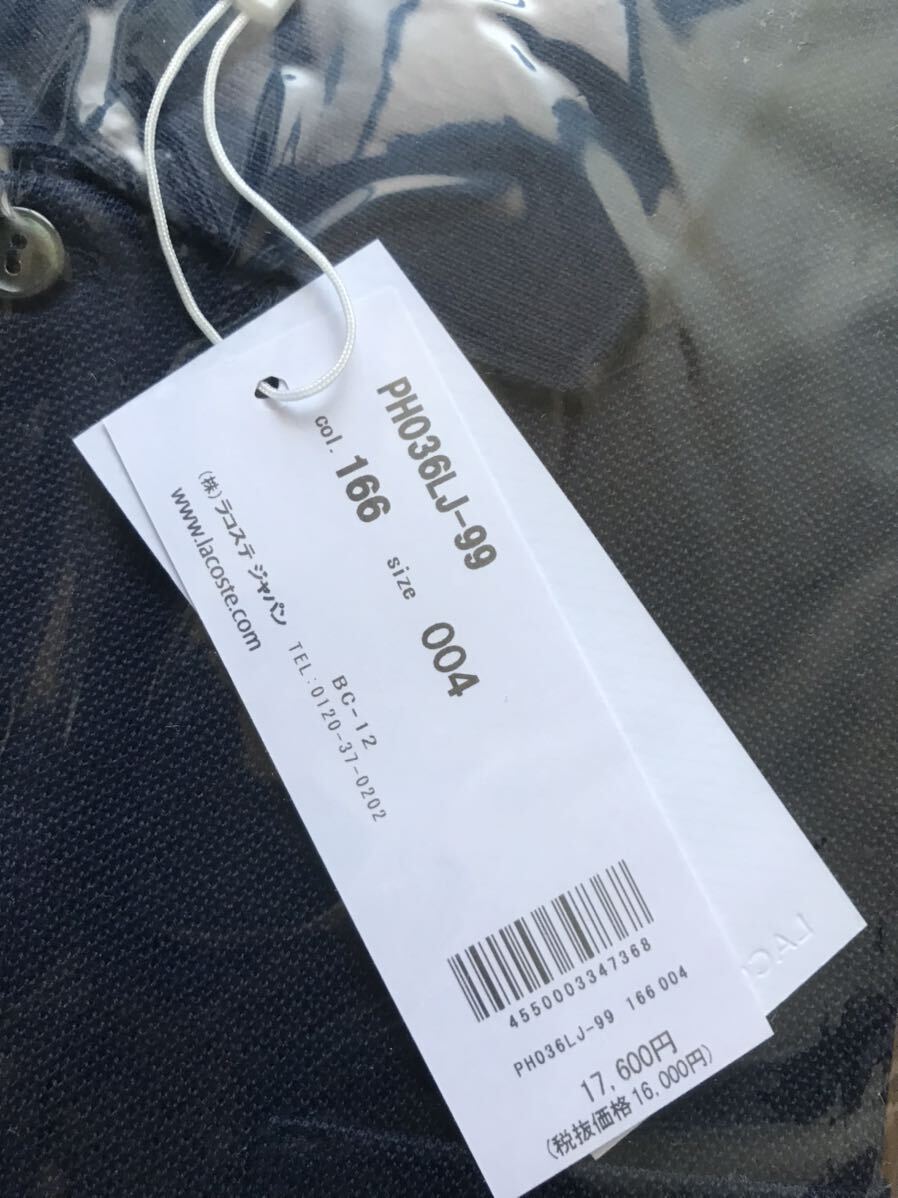 PH036LJ-99
col. 166 size 004
BC-12
(株)ラコステ ジャパン TEL:0120-37-0202
www.lacoste.com
4550003347368
PH036LJ-99 166 004
17,600円
(税抜価格16,000円)
LACO